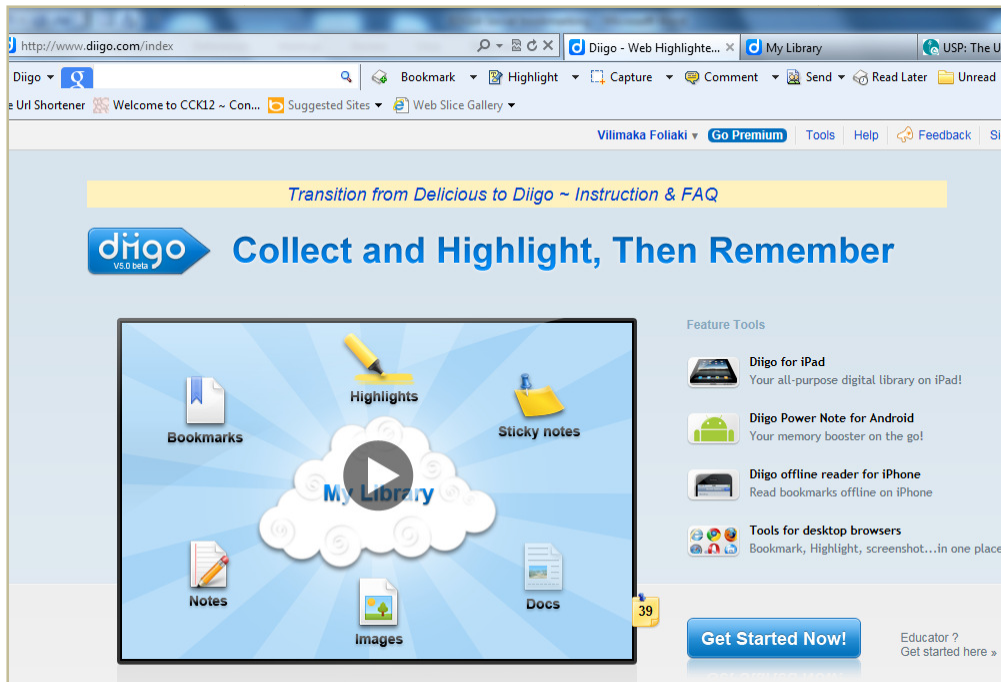 http://www.diigo.com/index
Diigo - Web Highlighte...
My Library
USP: The U
Diigo
g
Bookmark
Highlight
Capture
Comment
Send
Read Later
Unread
e Url Shortener
Welcome to CCK12 ~ Con...
Suggested Sites
Web Slice Gallery
Vilimaka Foliaki
Go Premium
Tools
Help
Feedback
Si
Transition from Delicious to Diigo ~ Instruction & FAQ
diigo
V5.0 beta
Collect and Highlight, Then Remember
Highlights
Bookmarks
Sticky notes
My Library
Notes
Images
Docs
39
Feature Tools
Diigo for iPad
Your all-purpose digital library on iPad!
Diigo Power Note for Android
Your memory booster on the go!
Diigo offline reader for iPhone
Read bookmarks offline on iPhone
Tools for desktop browsers
Bookmark, Highlight, screenshot...in one place
Get Started Now!
Educator ?
Get started here »